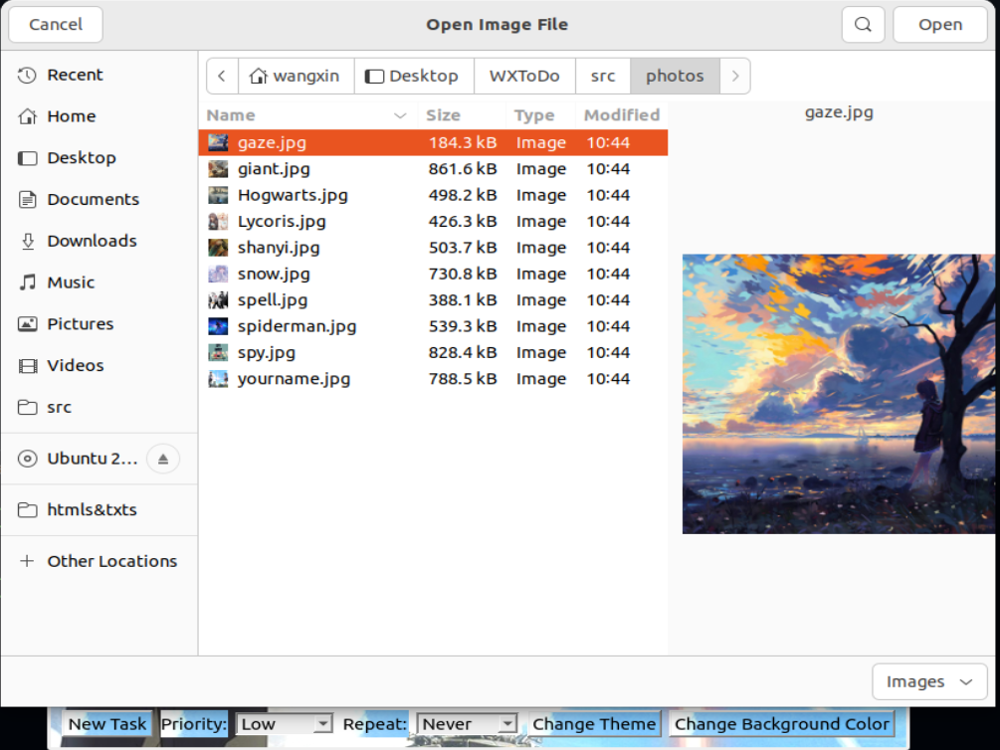 Cancel Open Image File Open
Recent
Home
Desktop
Documents
Downloads
Music
Pictures
Videos
src
Ubuntu 2...
htmls&txts
Other Locations
wangxin Desktop WXToDo src photos
Name Size Type Modified
gaze.jpg 184.3 kB Image 10:44
giant.jpg 861.6 kB Image 10:44
Hogwarts.jpg 498.2 kB Image 10:44
Lycoris.jpg 426.3 kB Image 10:44
shanyi.jpg 503.7 kB Image 10:44
snow.jpg 730.8 kB Image 10:44
spell.jpg 388.1 kB Image 10:44
spiderman.jpg 539.3 kB Image 10:44
spy.jpg 828.4 kB Image 10:44
yourname.jpg 788.5 kB Image 10:44
gaze.jpg
Images
New Task Priority: Low Repeat: Never Change Theme Change Background Color